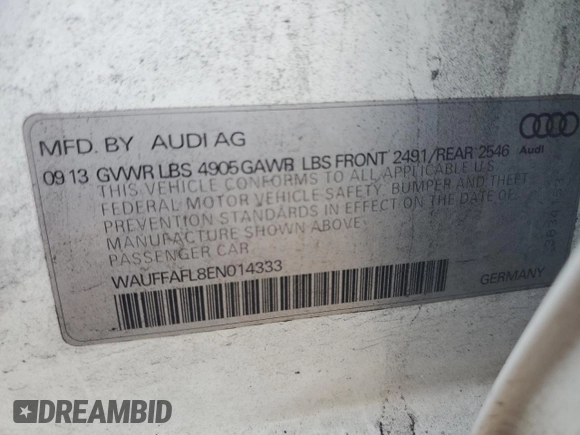 MFD. BY AUDI AG
09 13 GVWR LBS 4905 GAWR LBS FRONT 2491/REAR 2546
Audi
THIS VEHICLE CONFORMS TO ALL APPLICABLE U.S.
FEDERAL MOTOR VEHICLE SAFETY, BUMPER AND THEFT
PREVENTION STANDARDS IN EFFECT ON THE DATE OF
MANUFACTURE SHOWN ABOVE.
PASSENGER CAR.
WAUFFAFL8EN014333
GERMANY
DREAMBID